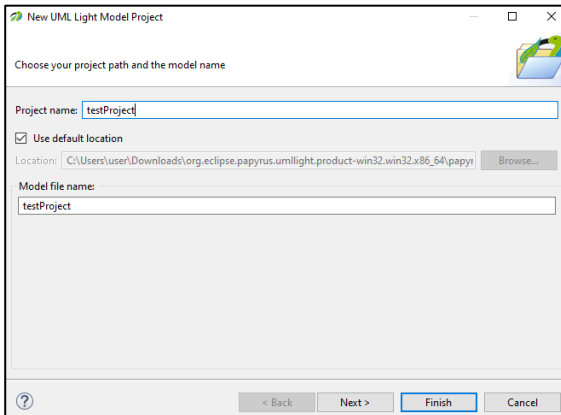 New UML Light Model Project
Choose your project path and the model name
Project name: testProject
Use default location
Location: C:\Users\user\Downloads\org.eclipse.papyrus.umllight.product-win32.win32.x86_64\papyr Browse...
Model file name:
testProject
? < Back Next > Finish Cancel